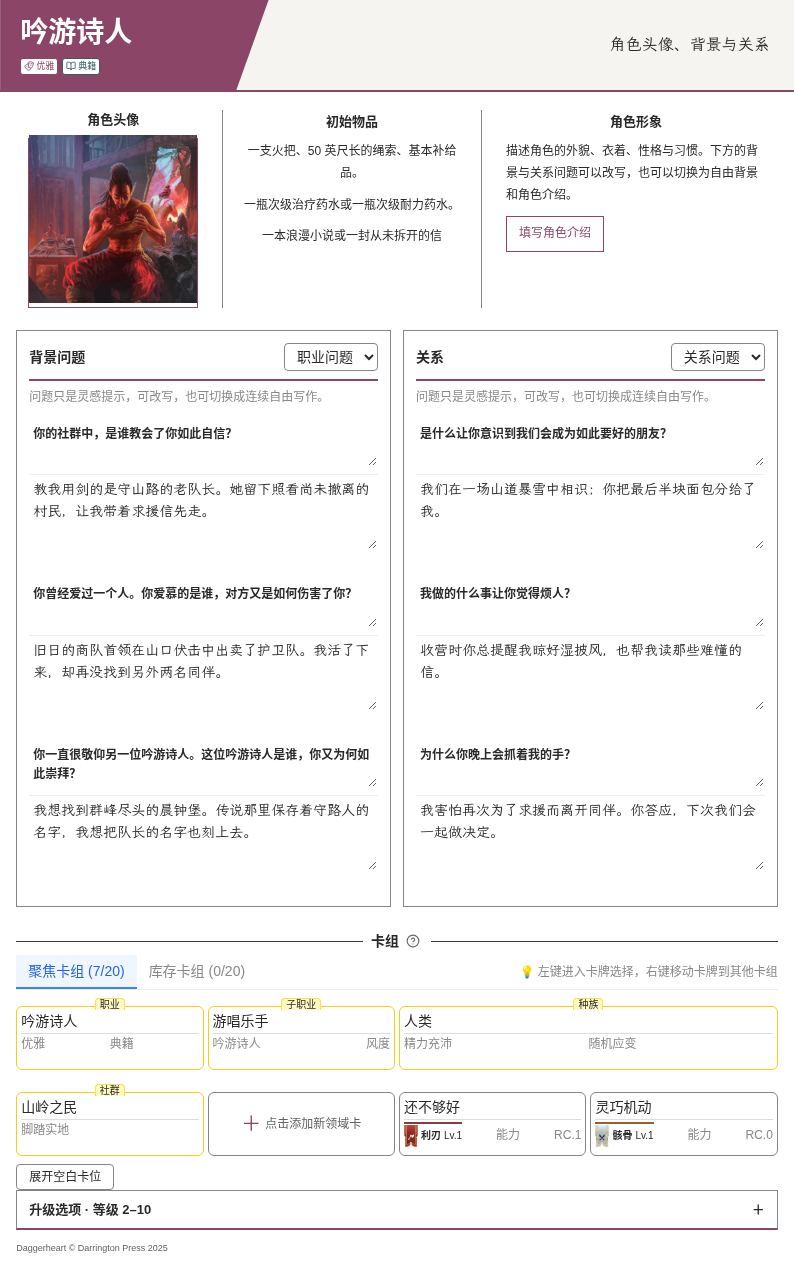 吟游诗人
优雅 典籍
角色头像、背景与关系
角色头像
初始物品
一支火把、50 英尺长的绳索、基本补给
品。
一瓶次级治疗药水或一瓶次级耐力药水。
一本浪漫小说或一封从未拆开的信
角色形象
描述角色的外貌、衣着、性格与习惯。下方的背
景与关系问题可以改写，也可以切换为自由背景
和角色介绍。
填写角色介绍
背景问题
职业问题
问题只是灵感提示，可改写，也可切换成连续自由写作。
你的社群中，是谁教会了你如此自信？
教我用剑的是守山路的老队长。她留下照看尚未撤离的
村民，让我带着求援信先走。
你曾经爱过一个人。你爱慕的是谁，对方又是如何伤害了你？
旧日的商队首领在山口伏击中出卖了护卫队。我活了下
来，却再没找到另外两名同伴。
你一直很敬仰另一位吟游诗人。这位吟游诗人是谁，你又为何如
此崇拜？
我想找到群峰尽头的晨钟堡。传说那里保存着守路人的
名字，我想把队长的名字也刻上去。
关系
关系问题
问题只是灵感提示，可改写，也可切换成连续自由写作。
是什么让你意识到我们会成为如此要好的朋友？
我们在一场山道暴雪中相识；你把最后半块面包分给了
我。
我做的什么事让你觉得烦人？
收营时你总提醒我晾好湿披风，也帮我读那些难懂的
信。
为什么你晚上会抓着我的手？
我害怕再次为了求援而离开同伴。你答应，下次我们会
一起做决定。
卡组
聚焦卡组 (7/20) 库存卡组 (0/20)
💡 左键进入卡牌选择，右键移动卡牌到其他卡组
职业
吟游诗人
优雅 典籍
子职业
游唱乐手
吟游诗人 风度
种族
人类
精力充沛 随机应变
社群
山岭之民
脚踏实地
点击添加新领域卡
还不够好
利刃 Lv.1 能力 RC.1
灵巧机动
骸骨 Lv.1 能力 RC.0
展开空白卡位
升级选项 · 等级 2–10 +
Daggerheart © Darrington Press 2025